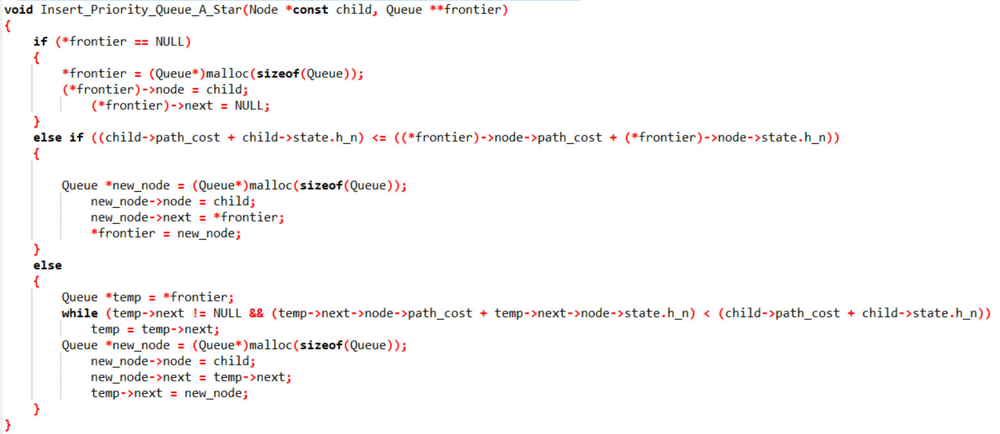 void Insert_Priority_Queue_A_Star(Node *const child, Queue **frontier)
{
    if (*frontier == NULL)
    {
        *frontier = (Queue*)malloc(sizeof(Queue));
        (*frontier)->node = child;
            (*frontier)->next = NULL;
    }
    else if ((child->path_cost + child->state.h_n) <= ((*frontier)->node->path_cost + (*frontier)->node->state.h_n))
    {

        Queue *new_node = (Queue*)malloc(sizeof(Queue));
            new_node->node = child;
            new_node->next = *frontier;
            *frontier = new_node;
    }
    else
    {
        Queue *temp = *frontier;
        while (temp->next != NULL && (temp->next->node->path_cost + temp->next->node->state.h_n) < (child->path_cost + child->state.h_n))
            temp = temp->next;
        Queue *new_node = (Queue*)malloc(sizeof(Queue));
            new_node->node = child;
            new_node->next = temp->next;
            temp->next = new_node;
    }
}